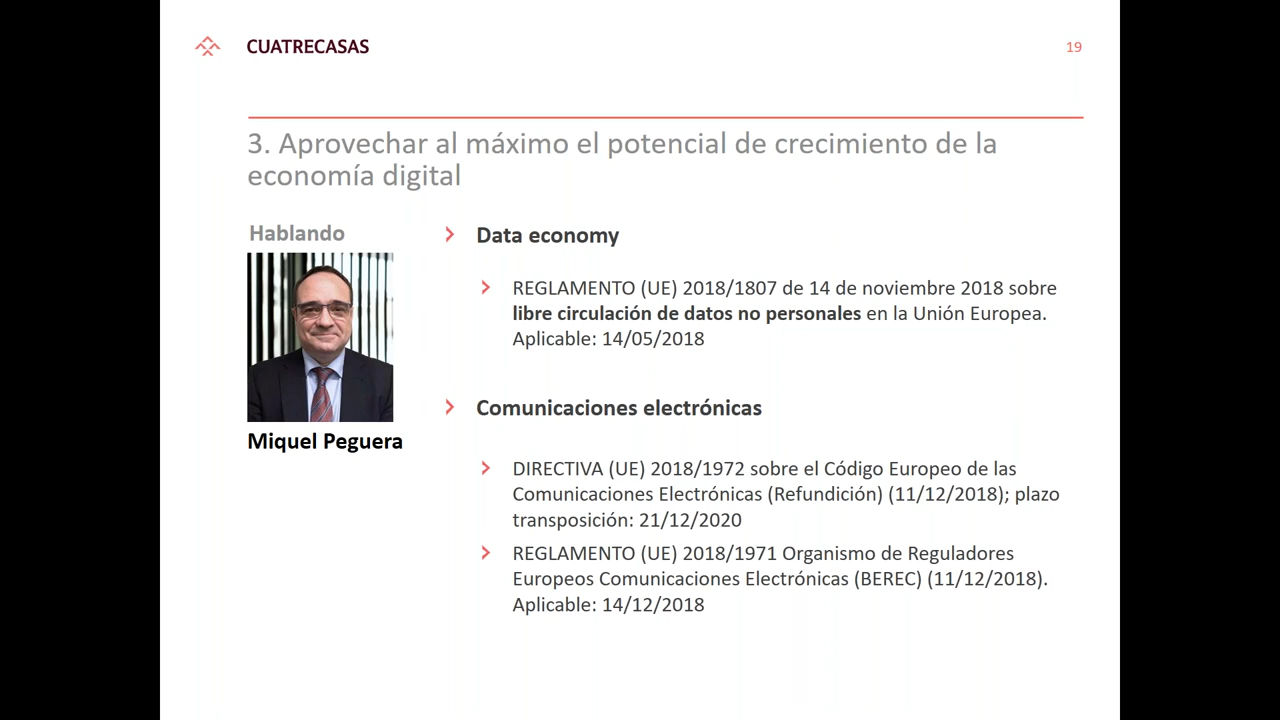 CUATRECASAS
19
3. Aprovechar al máximo el potencial de crecimiento de la
economía digital
Hablando
Miquel Peguera
Data economy
REGLAMENTO (UE) 2018/1807 de 14 de noviembre 2018 sobre
libre circulación de datos no personales en la Unión Europea.
Aplicable: 14/05/2018
Comunicaciones electrónicas
DIRECTIVA (UE) 2018/1972 sobre el Código Europeo de las
Comunicaciones Electrónicas (Refundición) (11/12/2018); plazo
transposición: 21/12/2020
REGLAMENTO (UE) 2018/1971 Organismo de Reguladores
Europeos Comunicaciones Electrónicas (BEREC) (11/12/2018).
Aplicable: 14/12/2018